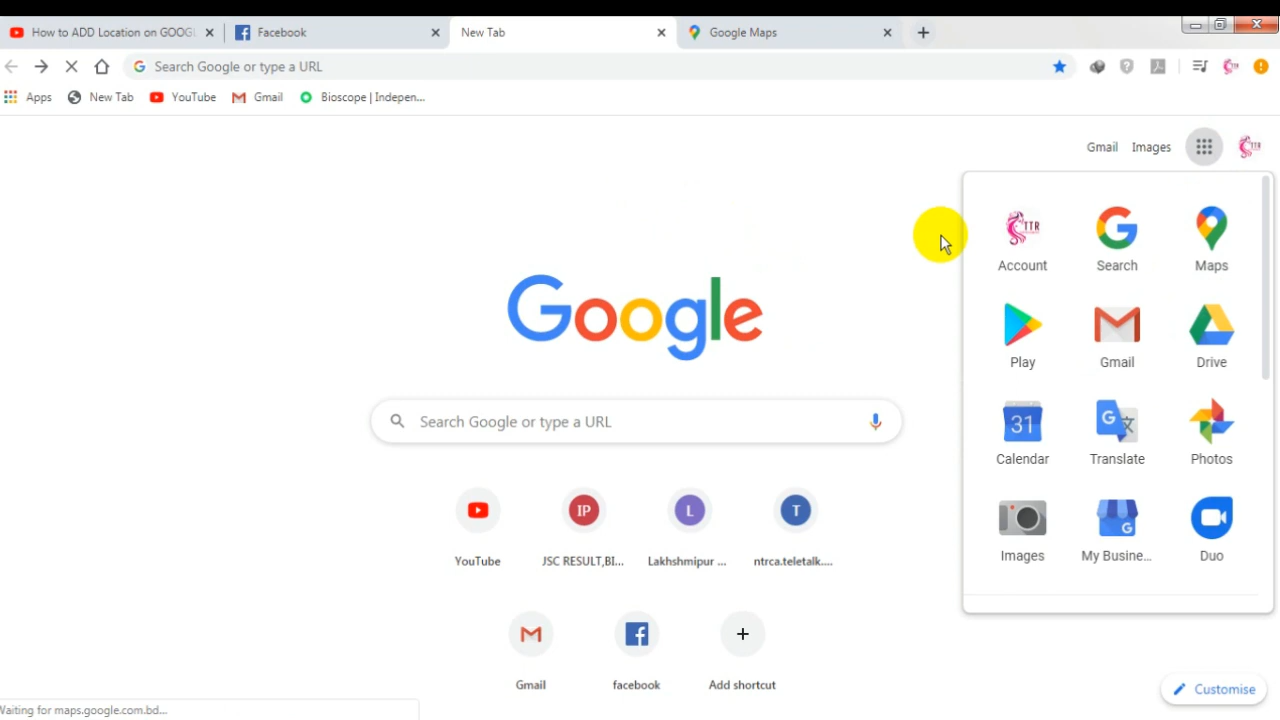 How to ADD Location on GOOGL
Facebook
New Tab
Google Maps
Search Google or type a URL
Apps
New Tab
YouTube
Gmail
Bioscope | Indepen...
Gmail
Images
TTR
Account
Search
Maps
Google
Play
Gmail
Drive
Search Google or type a URL
31
G
Calendar
Translate
Photos
IP
L
T
G
YouTube
JSC RESULT,BI...
Lakhshmipur ...
ntrca.teletalk....
Images
My Busine...
Duo
Gmail
facebook
Add shortcut
Customise
Waiting for maps.google.com.bd...